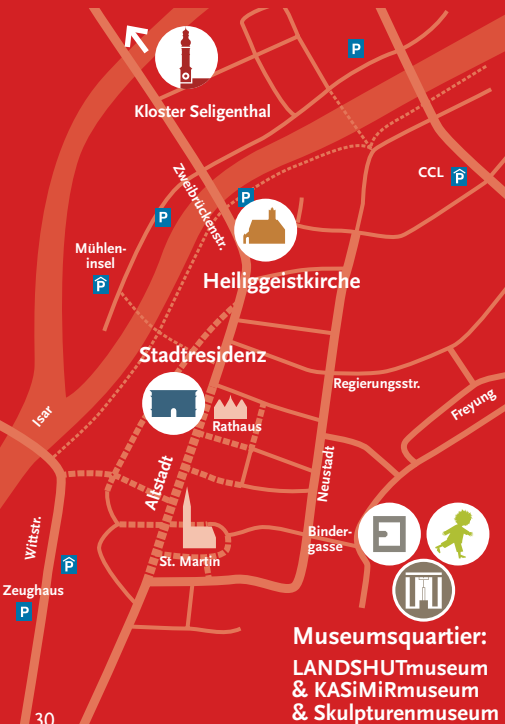 P
Kloster Seligenthal
CCL
P
P
Zweibrückenstr.
P
Mühlen-
insel
P
Heiliggeistkirche
Stadtresidenz
Regierungsstr.
Freyung
Isar
Rathaus
Altstadt
Neustadt
Wittstr.
Binder-
gasse
St. Martin
P
Zeughaus
P
Museumsquartier:
LANDSHUTmuseum
& KASiMiRmuseum
& Skulpturenmuseum
30